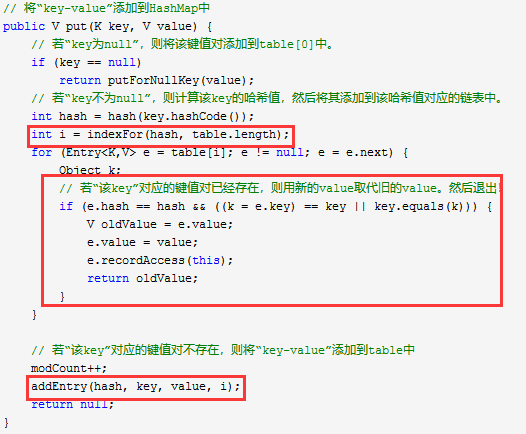 // 将“key-value”添加到HashMap中
public V put(K key, V value) {
    // 若“key为null”，则将该键值对添加到table[0]中。
    if (key == null)
        return putForNullKey(value);
    // 若“key不为null”，则计算该key的哈希值，然后将其添加到该哈希值对应的链表中。
    int hash = hash(key.hashCode());
    int i = indexFor(hash, table.length);
    for (Entry<K,V> e = table[i]; e != null; e = e.next) {
        Object k;
        // 若“该key”对应的键值对已经存在，则用新的value取代旧的value。然后退出！
        if (e.hash == hash && ((k = e.key) == key || key.equals(k))) {
            V oldValue = e.value;
            e.value = value;
            e.recordAccess(this);
            return oldValue;
        }
    }
    // 若“该key”对应的键值对不存在，则将“key-value”添加到table中
    modCount++;
    addEntry(hash, key, value, i);
    return null;
}